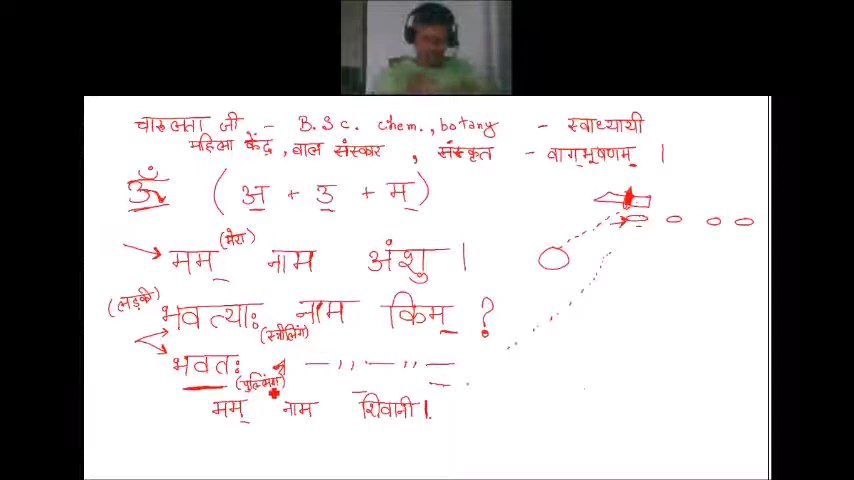 चारुलता जी - B.Sc. chem., botany - स्वाध्यायी
महिला केंद्र, बाल संस्कार, संस्कृत - वाग्भूषणम् ।
ॐ (अ + उ + म्)
मम् (मेरा) नाम अंशु ।
(लड़की) भवत्याः (स्त्रीलिंग) नाम किम् ?
भवतः (पुल्लिंग) — ,, — ,, —
मम् नाम शिवानी ।